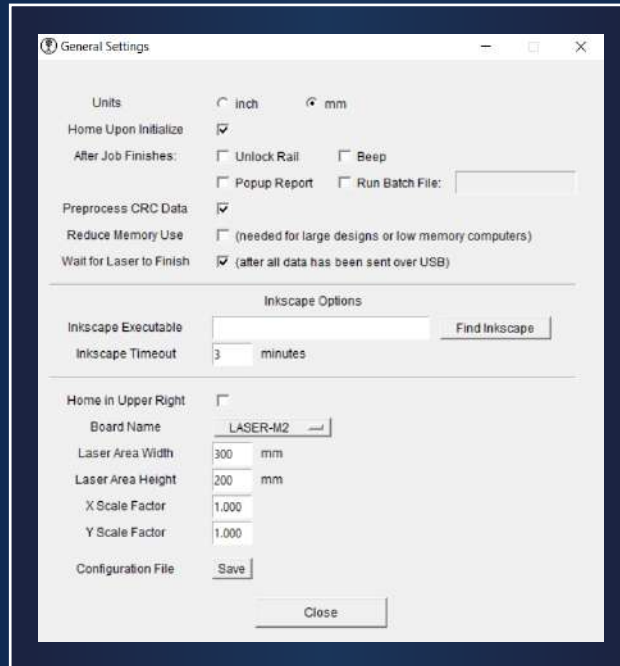 General Settings
Units inch mm
Home Upon Initialize
After Job Finishes: Unlock Rail Beep
Popup Report Run Batch File:
Preprocess CRC Data
Reduce Memory Use (needed for large designs or low memory computers)
Wait for Laser to Finish (after all data has been sent over USB)
Inkscape Options
Inkscape Executable Find Inkscape
Inkscape Timeout 3 minutes
Home in Upper Right
Board Name LASER-M2
Laser Area Width 300 mm
Laser Area Height 200 mm
X Scale Factor 1.000
Y Scale Factor 1.000
Configuration File Save
Close